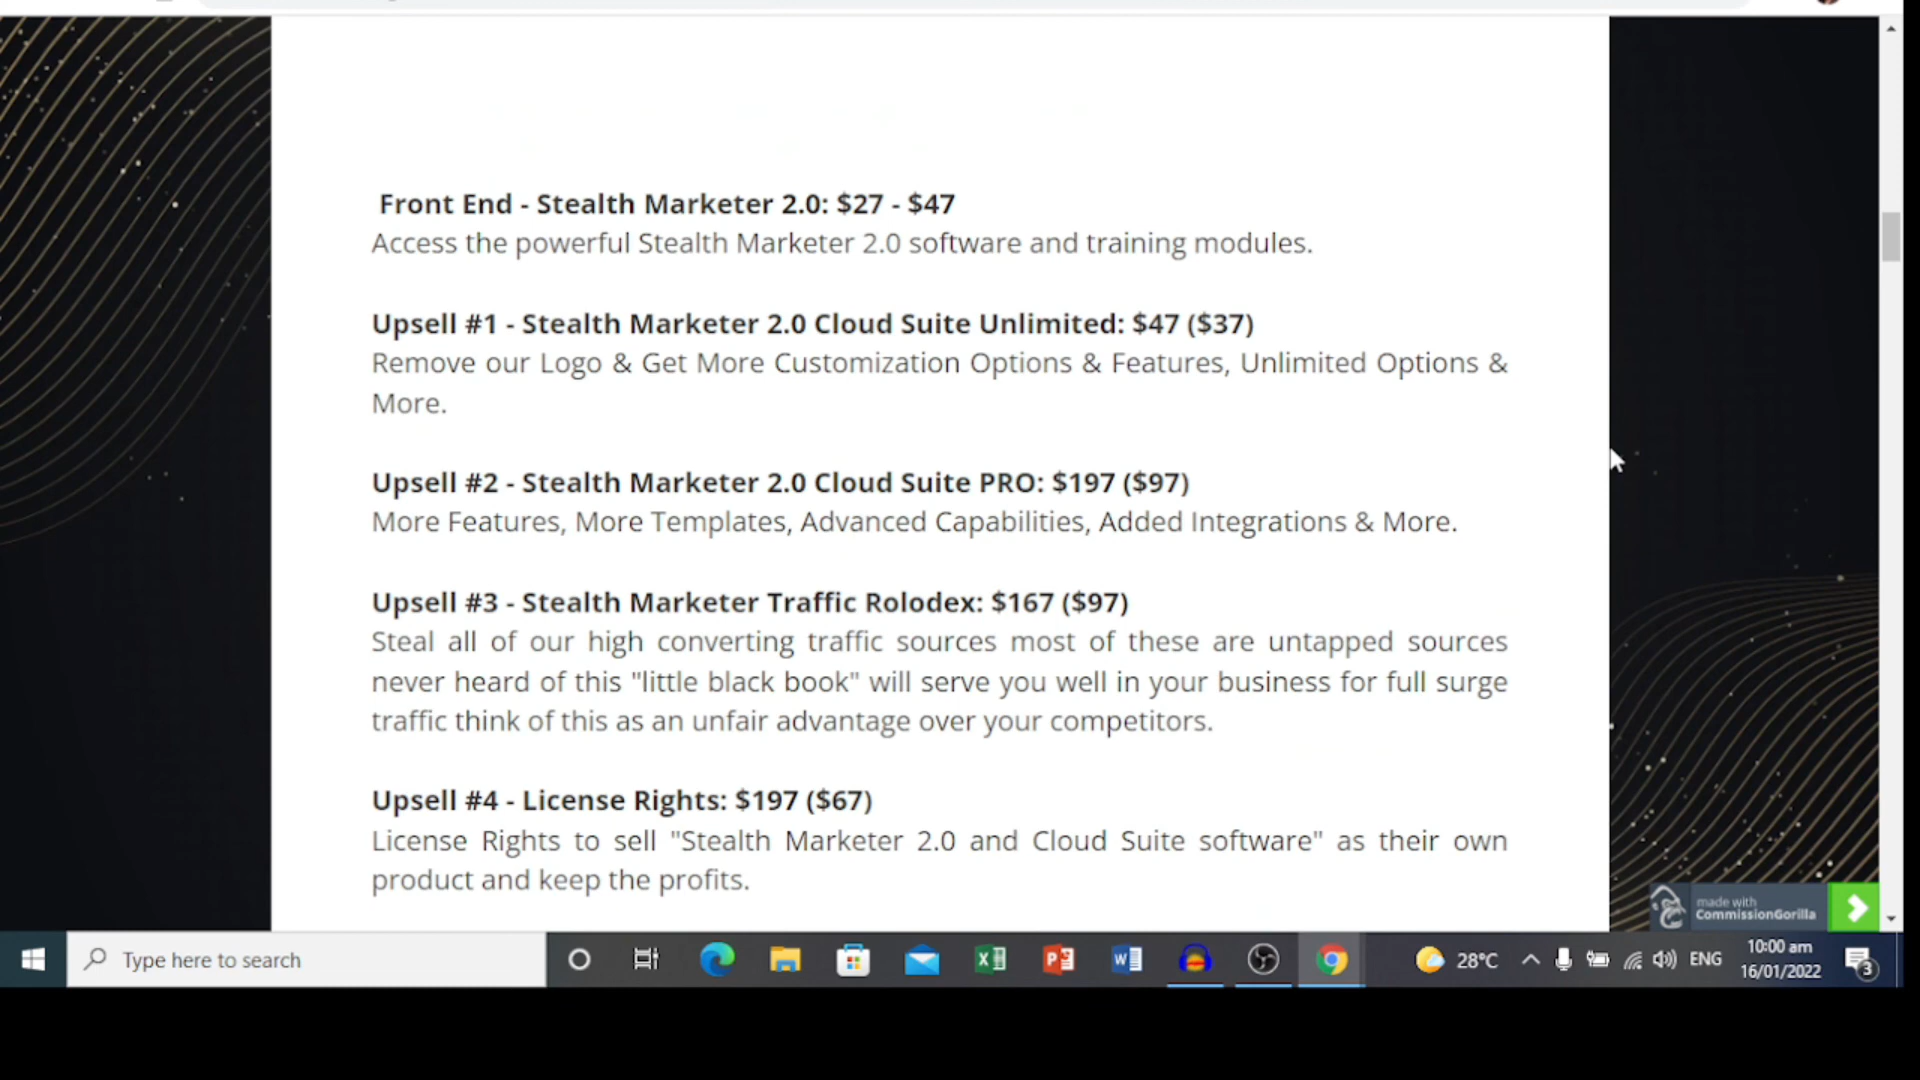 Front End - Stealth Marketer 2.0: $27 - $47
Access the powerful Stealth Marketer 2.0 software and training modules.
Upsell #1 - Stealth Marketer 2.0 Cloud Suite Unlimited: $47 ($37)
Remove our Logo & Get More Customization Options & Features, Unlimited Options &
More.
Upsell #2 - Stealth Marketer 2.0 Cloud Suite PRO: $197 ($97)
More Features, More Templates, Advanced Capabilities, Added Integrations & More.
Upsell #3 - Stealth Marketer Traffic Rolodex: $167 ($97)
Steal all of our high converting traffic sources most of these are untapped sources
never heard of this "little black book" will serve you well in your business for full surge
traffic think of this as an unfair advantage over your competitors.
Upsell #4 - License Rights: $197 ($67)
License Rights to sell "Stealth Marketer 2.0 and Cloud Suite software" as their own
product and keep the profits.
made with
CommissionGorilla
Type here to search
28°C
ENG
10:00 am
16/01/2022
3